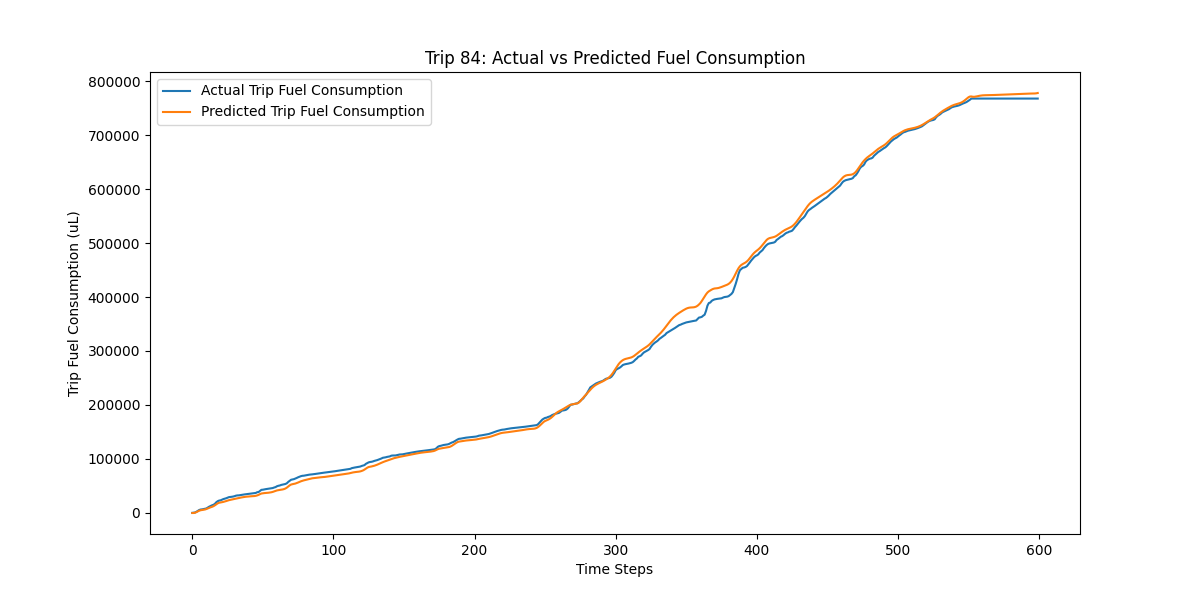 Trip 84: Actual vs Predicted Fuel Consumption
Actual Trip Fuel Consumption
Predicted Trip Fuel Consumption
Trip Fuel Consumption (uL)
800000
700000
600000
500000
400000
300000
200000
100000
0
0 100 200 300 400 500 600
Time Steps